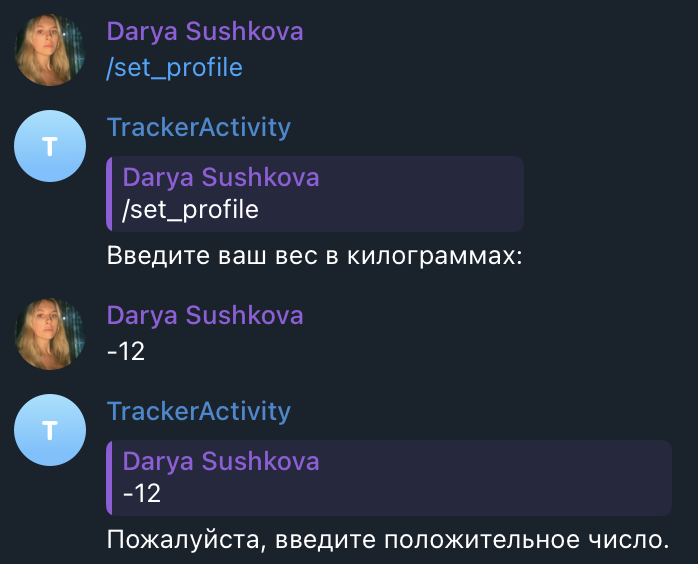 Darya Sushkova
/set_profile
TrackerActivity
T
Darya Sushkova
/set_profile
Введите ваш вес в килограммах:
Darya Sushkova
-12
TrackerActivity
T
Darya Sushkova
-12
Пожалуйста, введите положительное число.